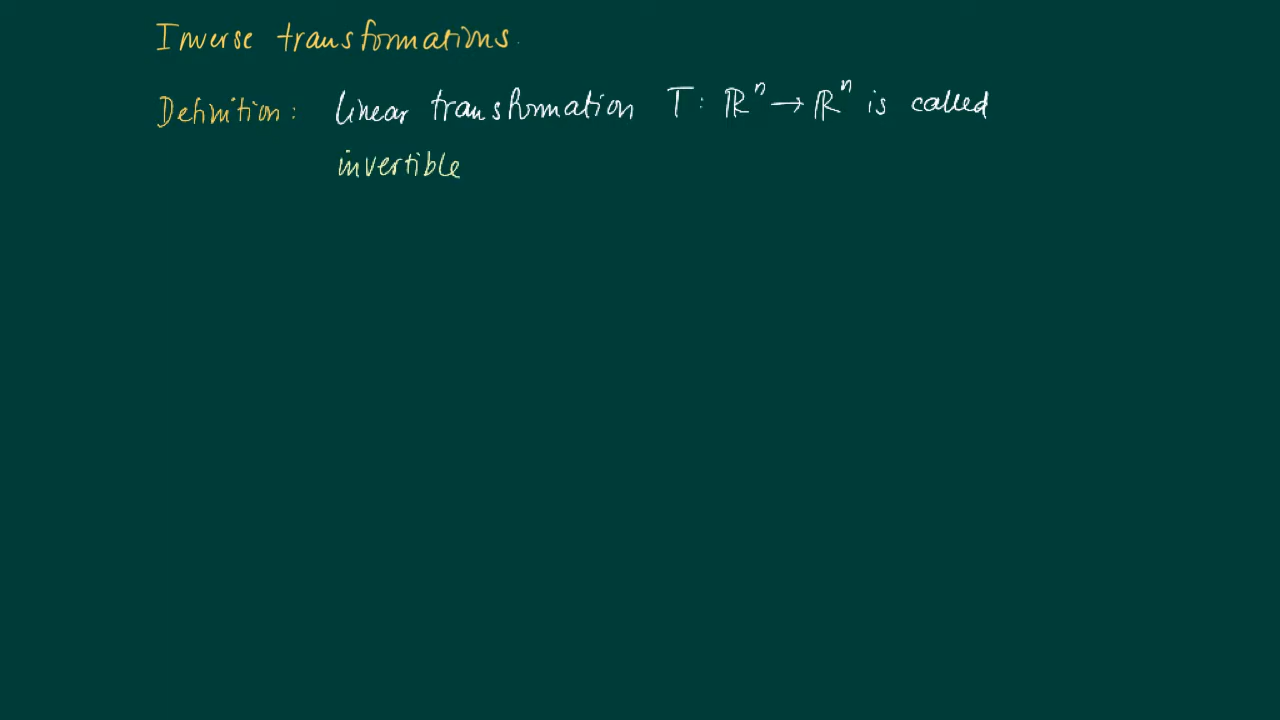 Inverse transformations.
Definition: linear transformation T: ℝⁿ → ℝⁿ is called
invertible